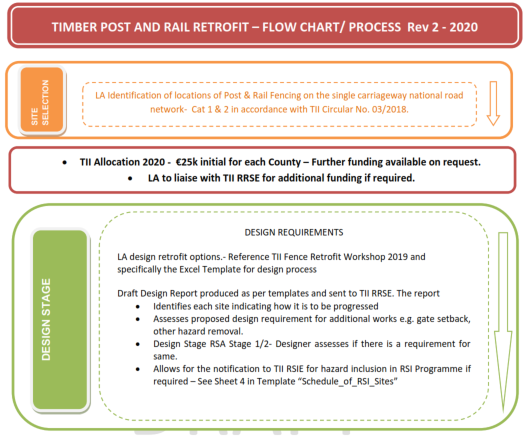 TIMBER POST AND RAIL RETROFIT – FLOW CHART/ PROCESS Rev 2 - 2020
SITE
SELECTION
LA Identification of locations of Post & Rail Fencing on the single carriageway national road
network- Cat 1 & 2 in accordance with TII Circular No. 03/2018.
• TII Allocation 2020 - €25k initial for each County – Further funding available on request.
• LA to liaise with TII RRSE for additional funding if required.
DESIGN STAGE
DESIGN REQUIREMENTS
LA design retrofit options.- Reference TII Fence Retrofit Workshop 2019 and
specifically the Excel Template for design process
Draft Design Report produced as per templates and sent to TII RRSE. The report
• Identifies each site indicating how it is to be progressed
• Assesses proposed design requirement for additional works e.g. gate setback,
other hazard removal.
• Design Stage RSA Stage 1/2- Designer assesses if there is a requirement for
same.
• Allows for the notification to TII RSIE for hazard inclusion in RSI Programme if
required – See Sheet 4 in Template “Schedule_of_RSI_Sites”